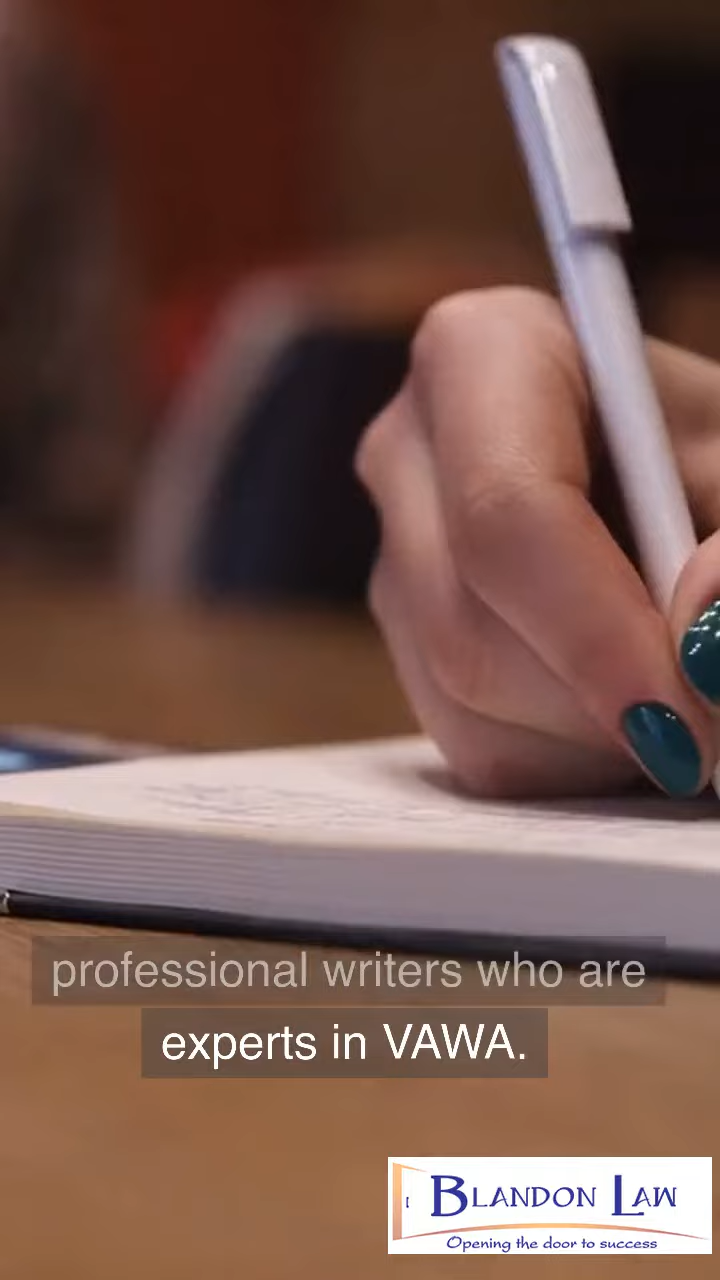 professional writers who are
experts in VAWA.
BLANDON LAW
Opening the door to success